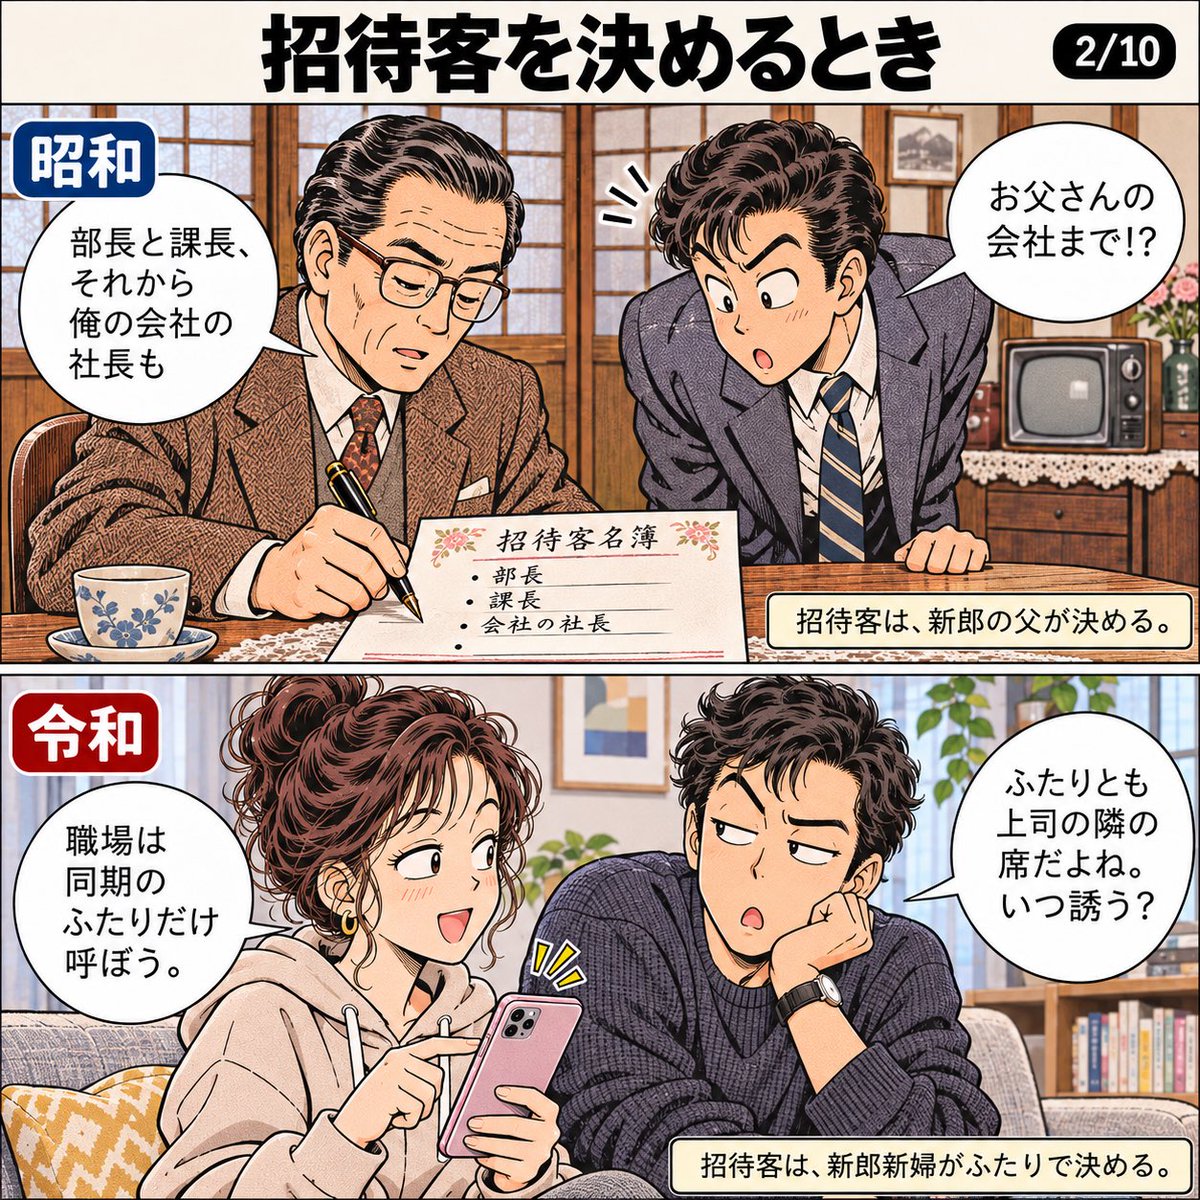 招待客を決めるとき
2/10
昭和
部長と課長、
それから
俺の会社の
社長も
お父さんの
会社まで!?
招待客名簿
・部長
・課長
・会社の社長
・
招待客は、新郎の父が決める。
令和
職場は
同期の
ふたりだけ
呼ぼう。
ふたりとも
上司の隣の
席だよね。
いつ誘う?
招待客は、新郎新婦がふたりで決める。